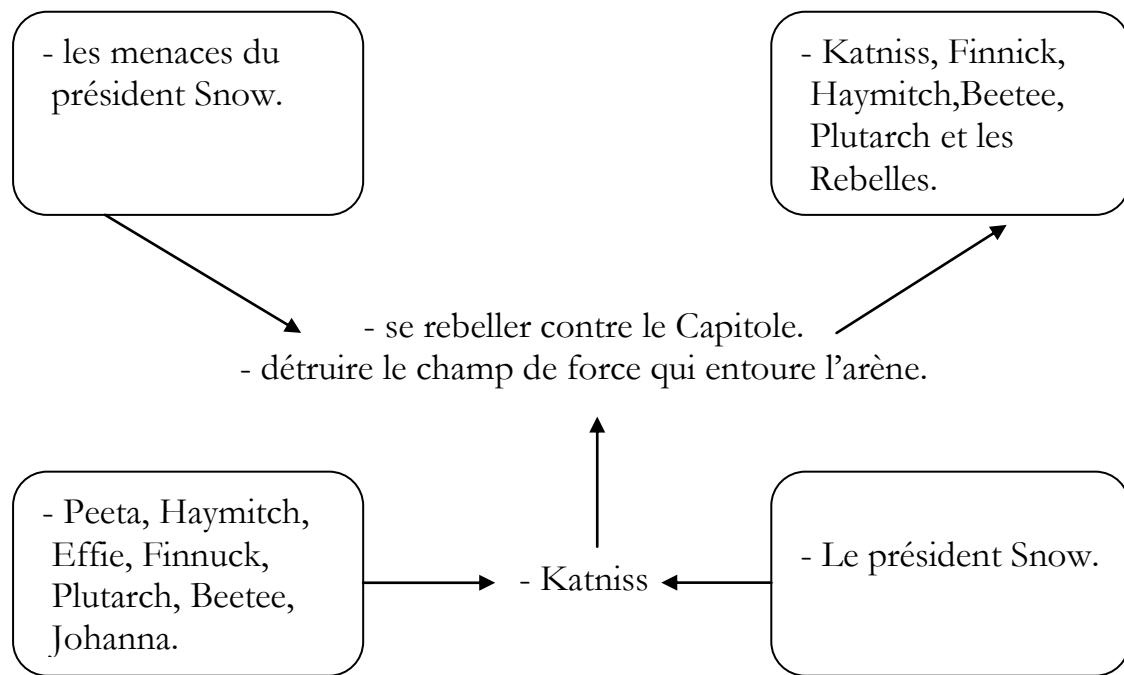 - les menaces du
président Snow.
- Katniss, Finnick,
Haymitch,Beetee,
Plutarch et les
Rebelles.
- se rebeller contre le Capitole.
- détruire le champ de force qui entoure l’arène.
- Peeta, Haymitch,
Effie, Finnuck,
Plutarch, Beetee,
Johanna.
- Katniss
- Le président Snow.